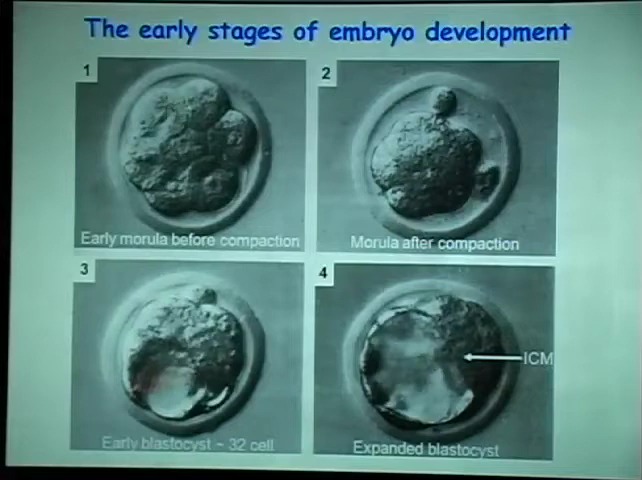 The early stages of embryo development
1
2
Early morula before compaction
Morula after compaction
3
4
ICM
Early blastocyst ~ 32 cell
Expanded blastocyst